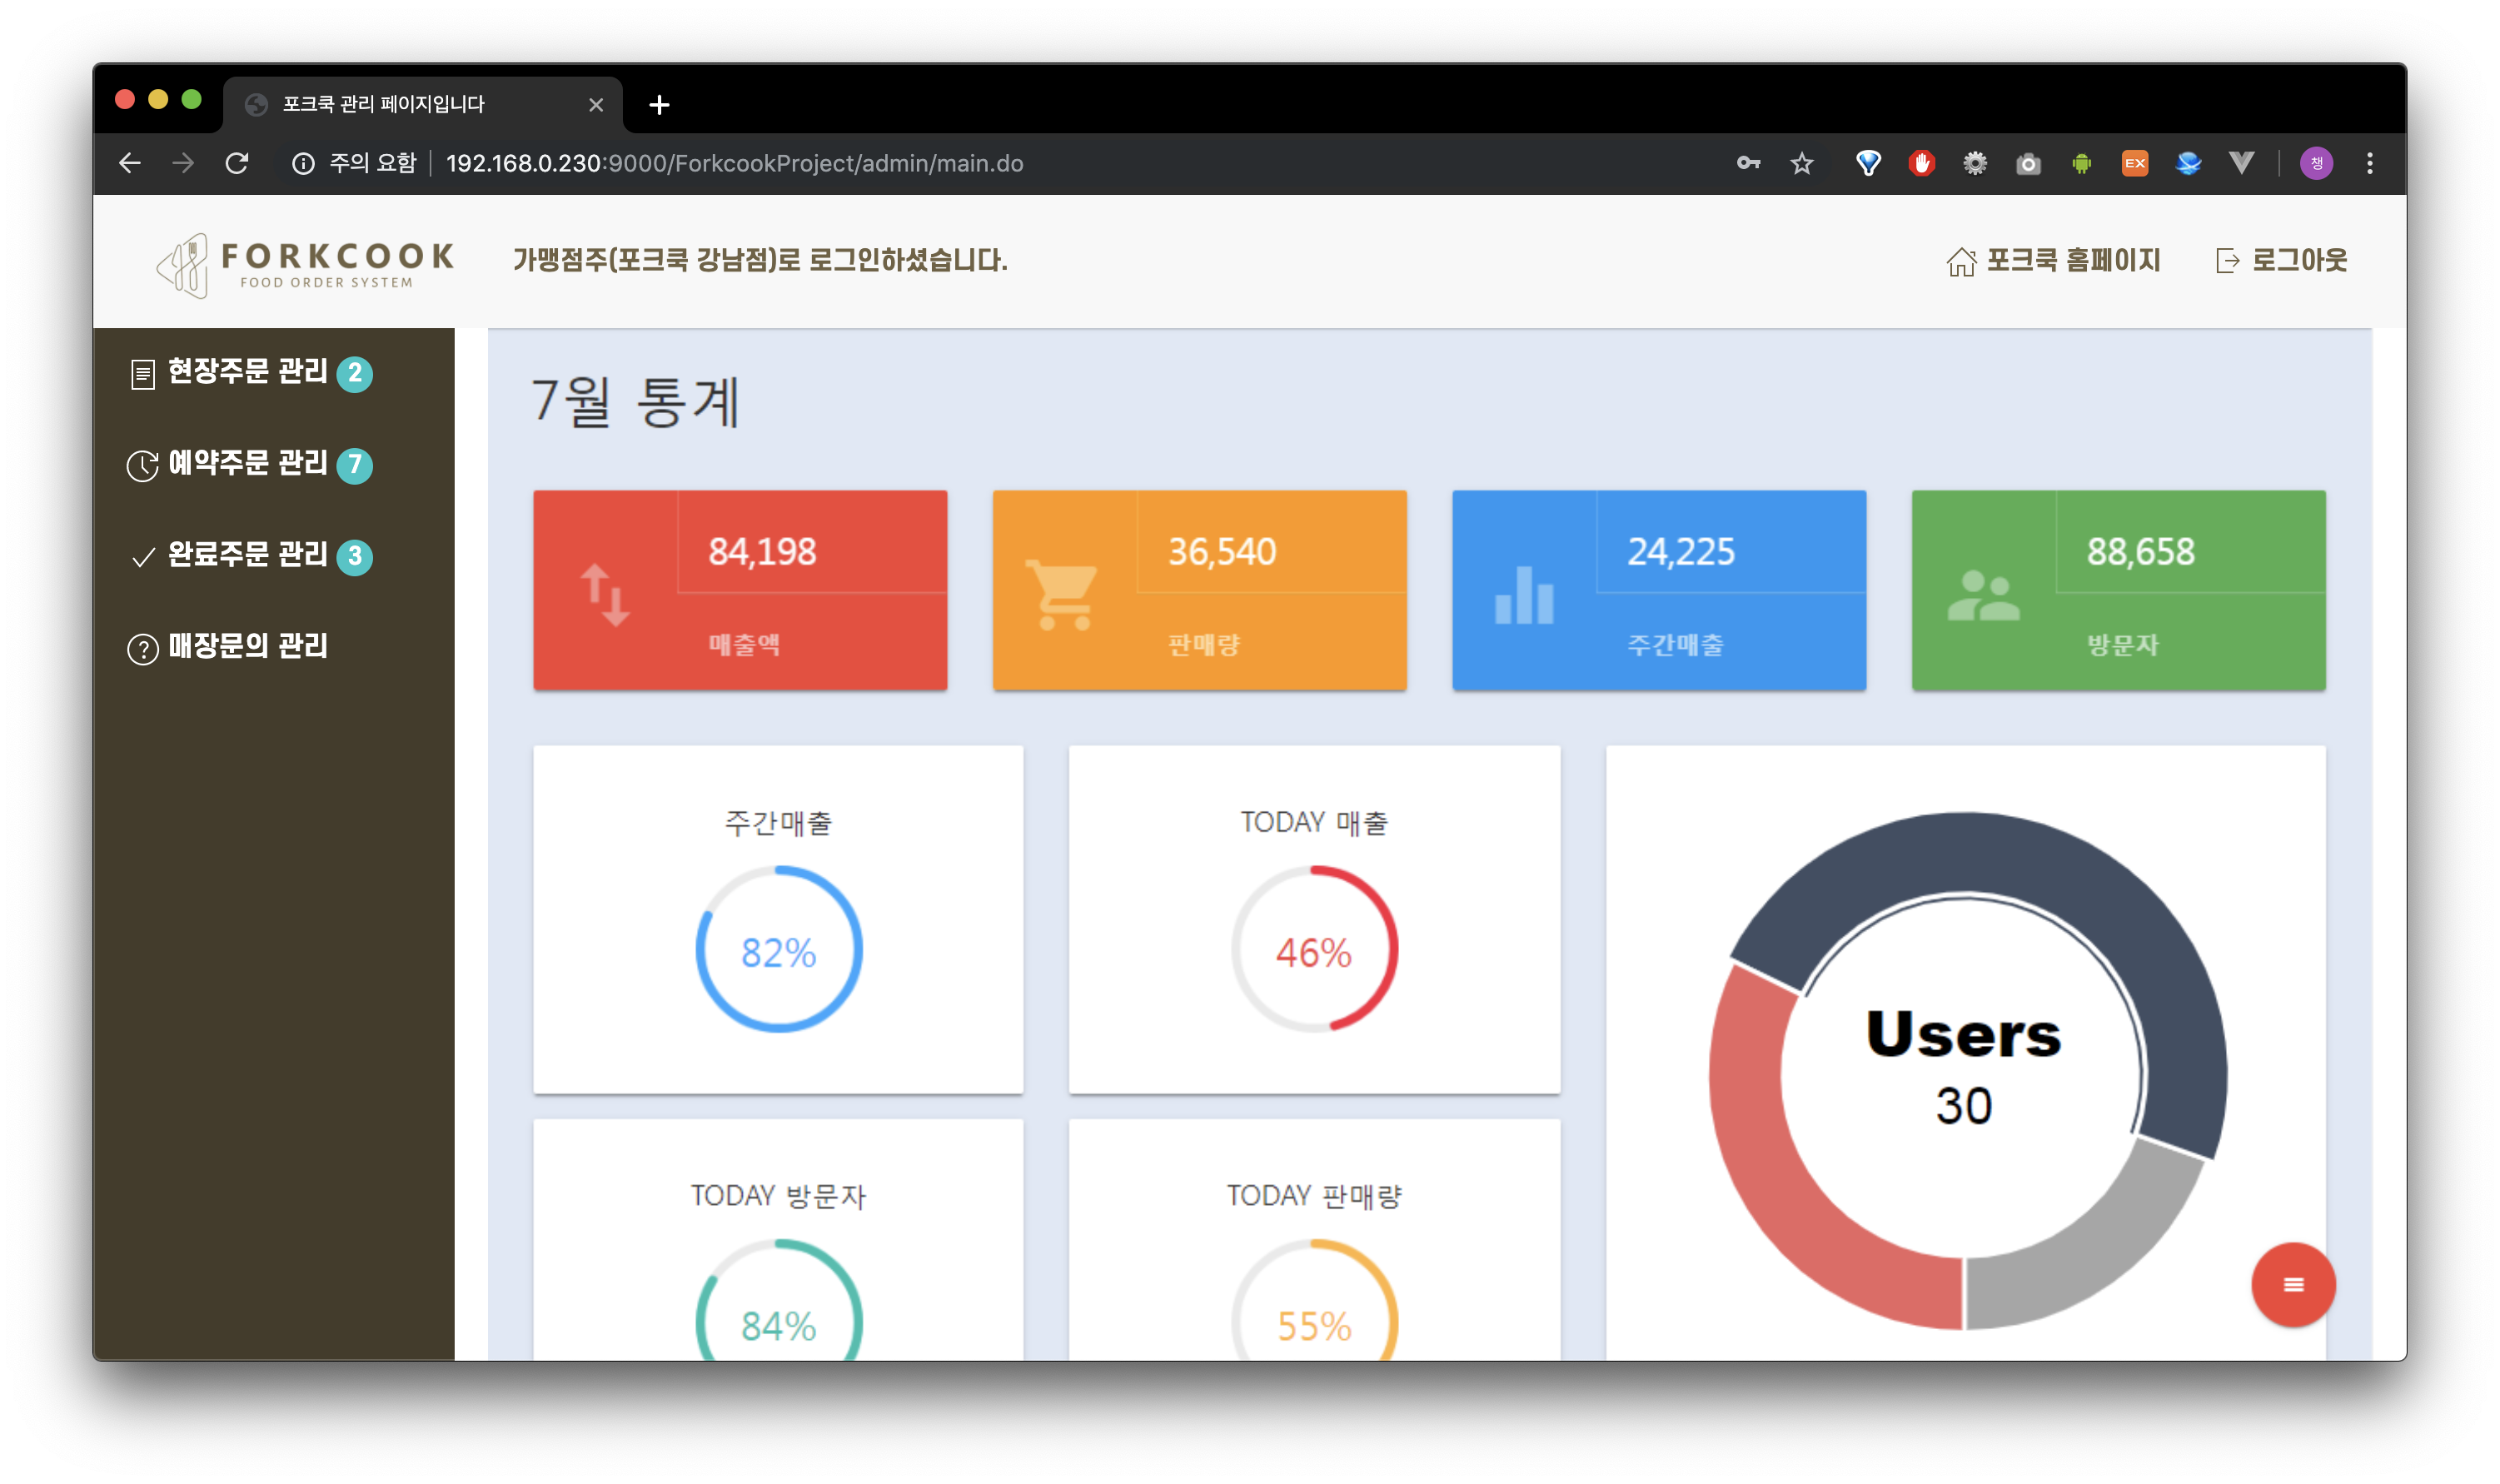 포크쿡 관리 페이지입니다
주의 요함 192.168.0.230:9000/ForkcookProject/admin/main.do
EX
챙
FORKCOOK
FOOD ORDER SYSTEM
가맹점주(포크쿡 강남점)로 로그인하셨습니다.
포크쿡 홈페이지
로그아웃
현장주문 관리 2
예약주문 관리 7
완료주문 관리 3
? 매장문의 관리
7월 통계
84,198
매출액
36,540
판매량
24,225
주간매출
88,658
방문자
주간매출
82%
TODAY 매출
46%
TODAY 방문자
84%
TODAY 판매량
55%
Users
30